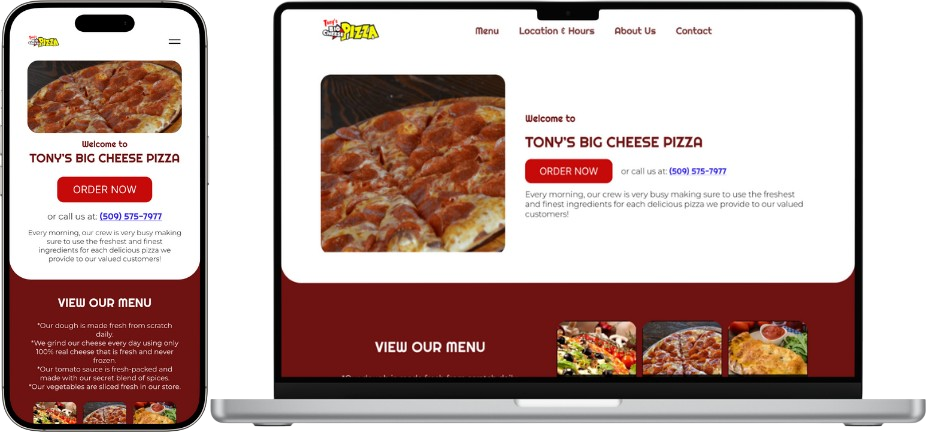 Tony's
BIG
CHEESE
PIZZA
Welcome to
TONY'S BIG CHEESE PIZZA
ORDER NOW
or call us at: (509) 575-7977
Every morning, our crew is very busy making
sure to use the freshest and finest
ingredients for each delicious pizza we
provide to our valued customers!
VIEW OUR MENU
*Our dough is made fresh from scratch
daily.
*We grind our cheese every day using only
100% real cheese that is fresh and never
frozen.
*Our tomato sauce is fresh-packed and
made with our secret blend of spices.
*Our vegetables are sliced fresh in our store.
Tony's
BIG
CHEESE
PIZZA
Menu Location & Hours About Us Contact
Welcome to
TONY'S BIG CHEESE PIZZA
ORDER NOW or call us at: (509) 575-7977
Every morning, our crew is very busy making sure to use the freshest
and finest ingredients for each delicious pizza we provide to our valued
customers!
VIEW OUR MENU